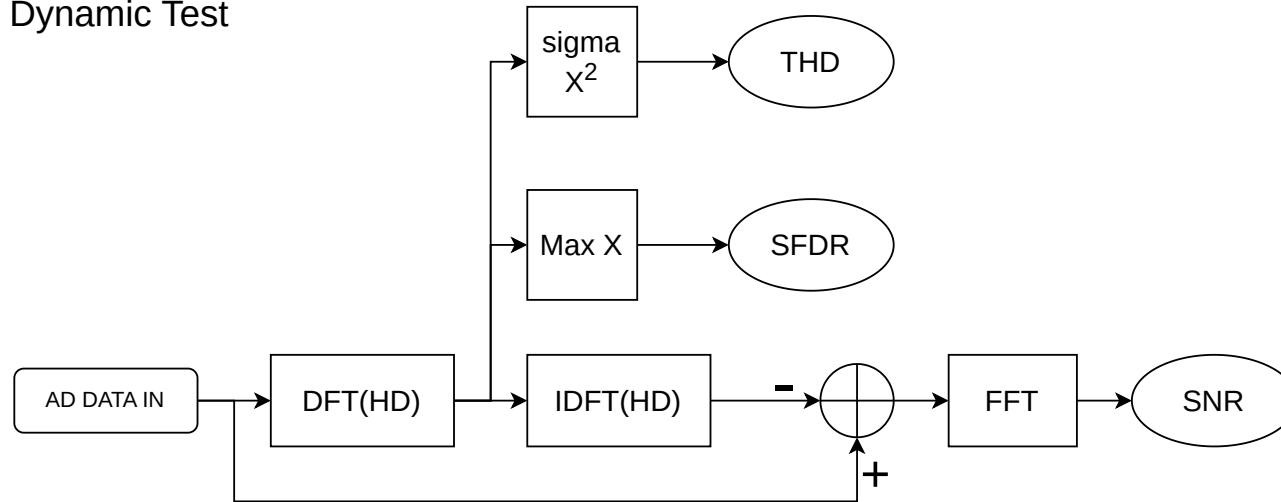 Dynamic Test
sigma
X²
THD
Max X
SFDR
AD DATA IN
DFT(HD)
IDFT(HD)
-
+
FFT
SNR